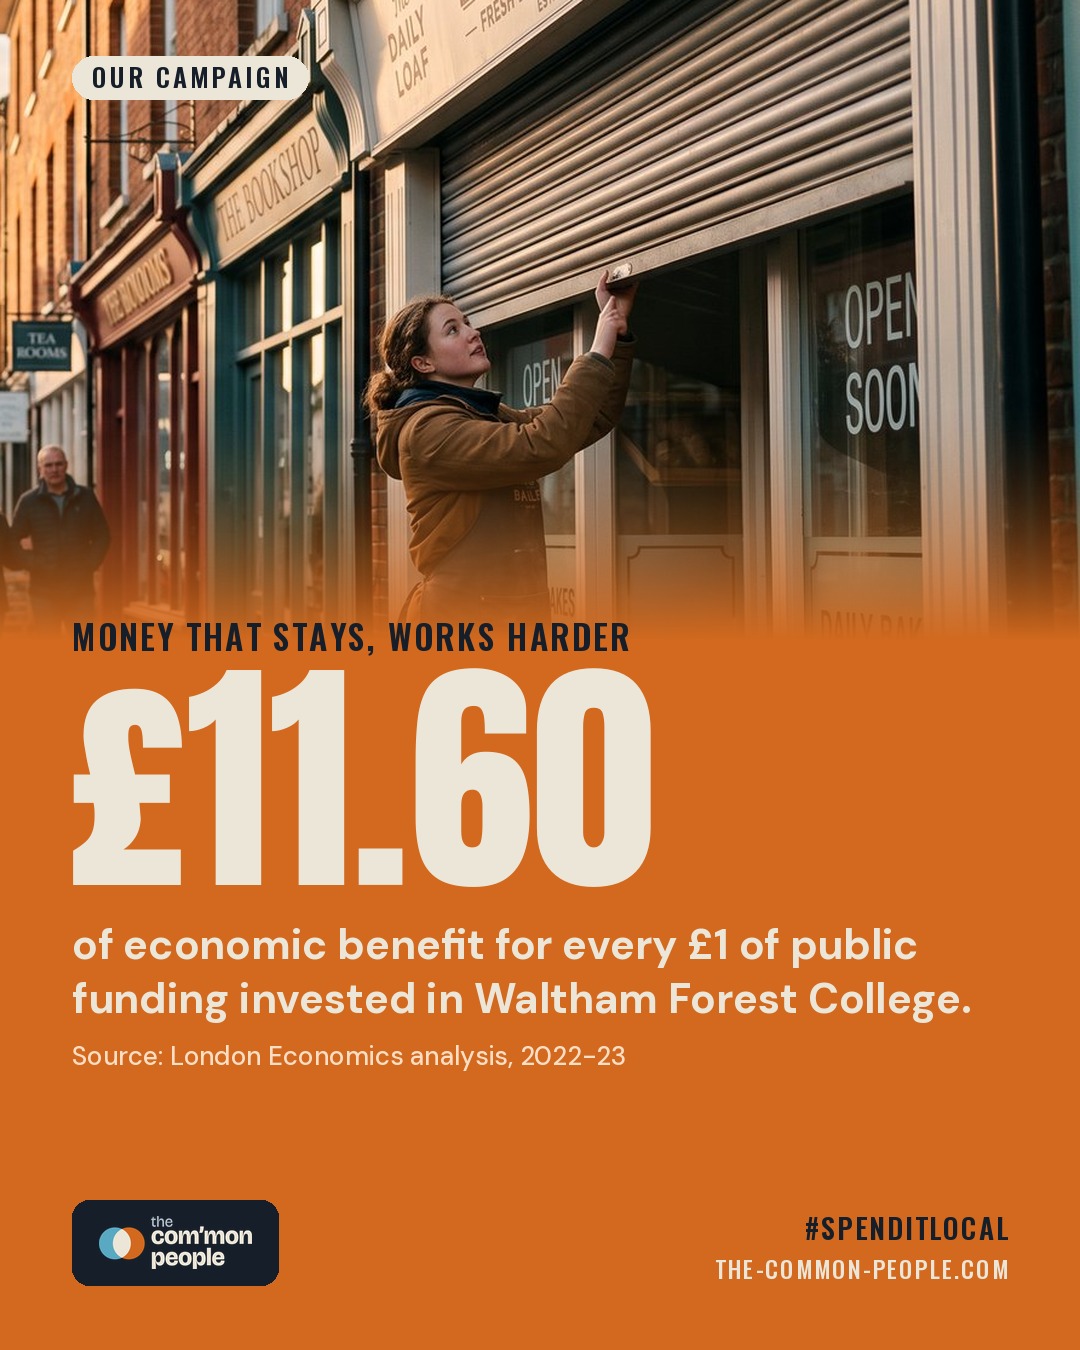 OUR CAMPAIGN
DAILY
LOAF
THE BOOKSHOP
TEA
ROOMS
OPEN
OPEN
SOON
MONEY THAT STAYS, WORKS HARDER
£11.60
of economic benefit for every £1 of public
funding invested in Waltham Forest College.
Source: London Economics analysis, 2022-23
the
com'mon
people
#SPENDITLOCAL
THE-COMMON-PEOPLE.COM